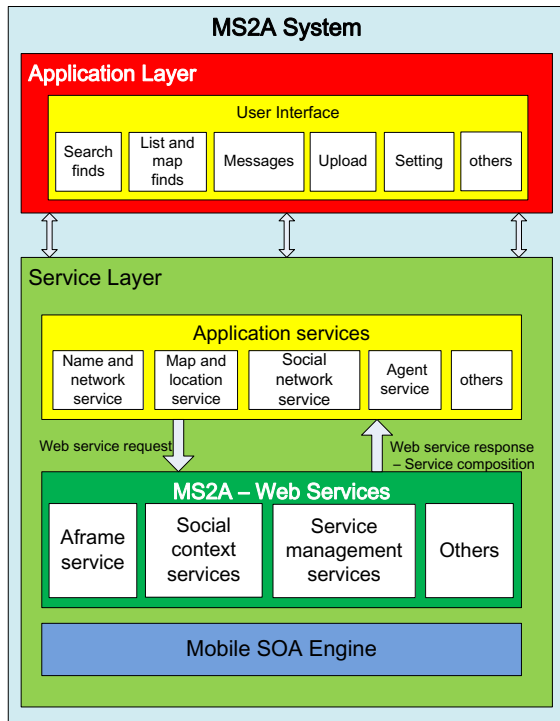 MS2A System
Application Layer
User Interface
Search
finds
List and
map
finds
Messages
Upload
Setting
others
Service Layer
Application services
Name and
network
service
Map and
location
service
Social
network
service
Agent
service
others
Web service request
Web service response
– Service composition
MS2A – Web Services
Aframe
service
Social
context
services
Service
management
services
Others
Mobile SOA Engine